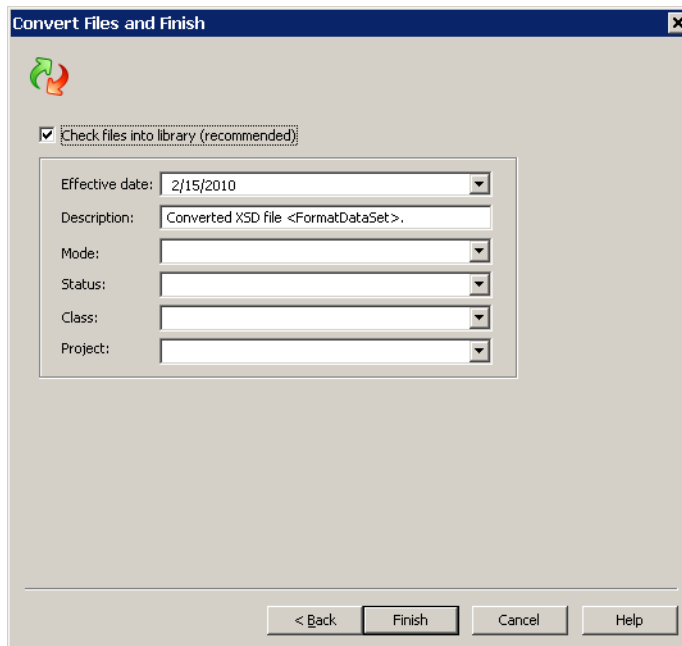 Convert Files and Finish
Check files into library (recommended)
Effective date: 2/15/2010
Description: Converted XSD file <FormatDataSet>.
Mode:
Status:
Class:
Project:
< Back Finish Cancel Help